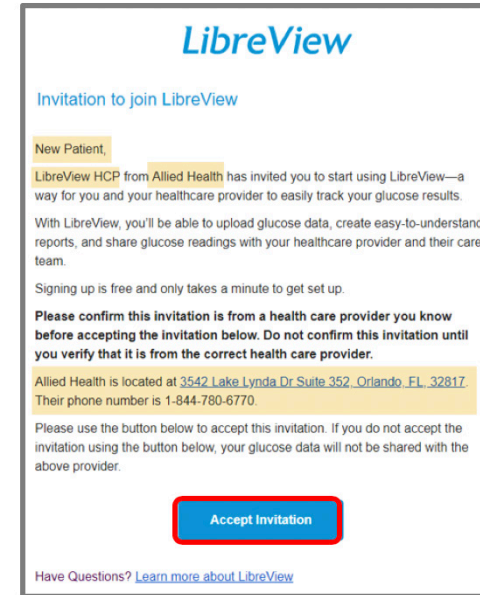 LibreView
Invitation to join LibreView
New Patient,
LibreView HCP from Allied Health has invited you to start using LibreView—a
way for you and your healthcare provider to easily track your glucose results.
With LibreView, you'll be able to upload glucose data, create easy-to-understand
reports, and share glucose readings with your healthcare provider and their care
team.
Signing up is free and only takes a minute to get set up.
Please confirm this invitation is from a health care provider you know
before accepting the invitation below. Do not confirm this invitation until
you verify that it is from the correct health care provider.
Allied Health is located at 3542 Lake Lynda Dr Suite 352, Orlando, FL, 32817.
Their phone number is 1-844-780-6770.
Please use the button below to accept this invitation. If you do not accept the
invitation using the button below, your glucose data will not be shared with the
above provider.
Accept Invitation
Have Questions? Learn more about LibreView